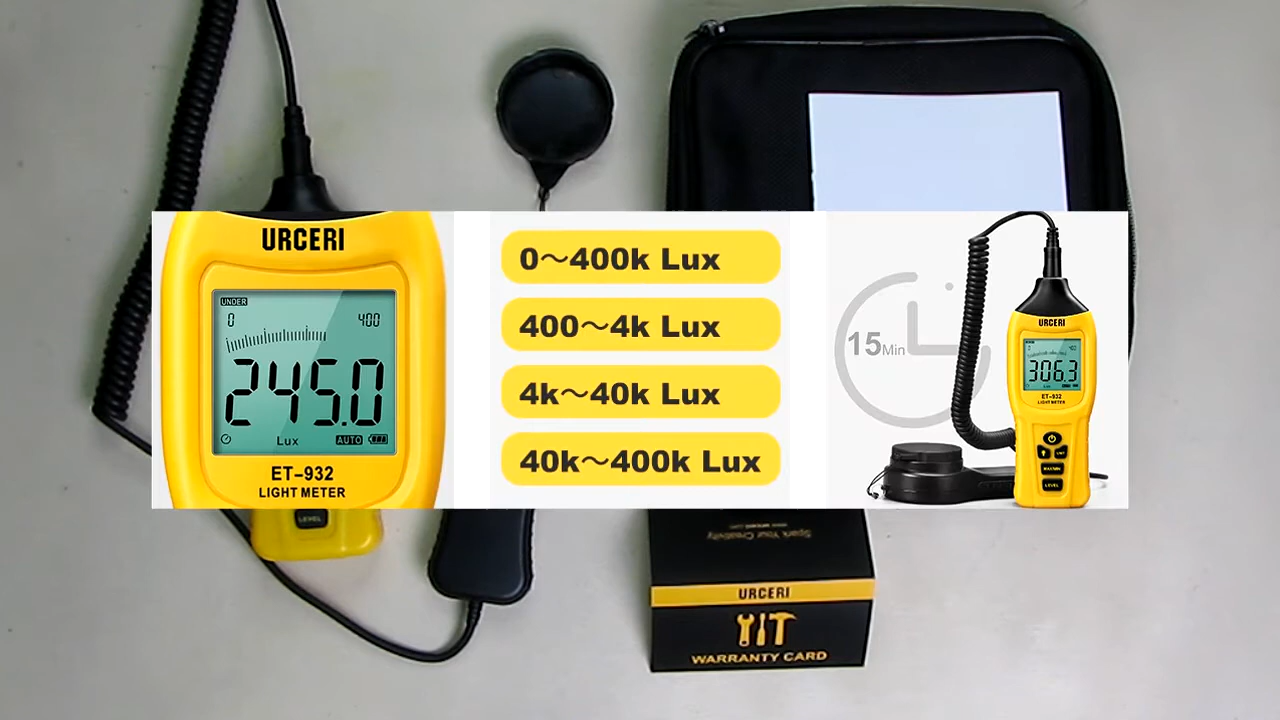 URCERI
UNDER
0 400
245.0
Lux AUTO
ET-932
LIGHT METER
LEVEL
0～400k Lux
400～4k Lux
4k～40k Lux
40k～400k Lux
15Min
URCERI
306.3
ET-932
LIGHT METER
MAX/MIN
LEVEL
Spark Your Creativity
URCERI
WARRANTY CARD